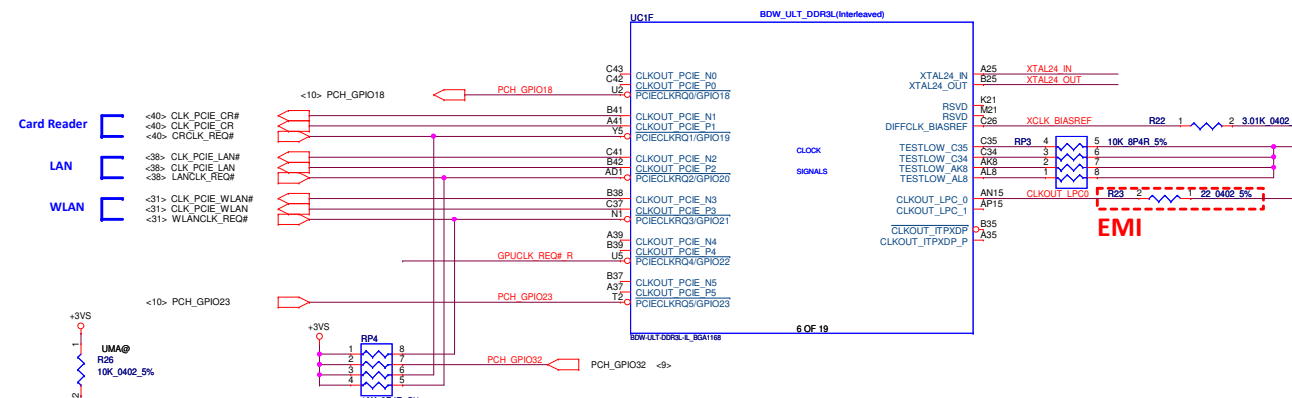 UC1F
BDW_ULT_DDR3L(Interleaved)
C43 CLKOUT_PCIE_N0
C42 CLKOUT_PCIE_P0
<10> PCH_GPIO18 PCH_GPIO18 U2 PCIECLKRQ0/GPIO18
Card Reader
<40> CLK_PCIE_CR# B41 CLKOUT_PCIE_N1
<40> CLK_PCIE_CR A41 CLKOUT_PCIE_P1
<40> CRCLK_REQ# Y5 PCIECLKRQ1/GPIO19
LAN
<38> CLK_PCIE_LAN# C41 CLKOUT_PCIE_N2
<38> CLK_PCIE_LAN B42 CLKOUT_PCIE_P2
<38> LANCLK_REQ# AD1 PCIECLKRQ2/GPIO20
WLAN
<31> CLK_PCIE_WLAN# B38 CLKOUT_PCIE_N3
<31> CLK_PCIE_WLAN C37 CLKOUT_PCIE_P3
<31> WLANCLK_REQ# N1 PCIECLKRQ3/GPIO21
A39 CLKOUT_PCIE_N4
B39 CLKOUT_PCIE_P4
GPUCLK_REQ#_R U5 PCIECLKRQ4/GPIO22
B37 CLKOUT_PCIE_N5
A37 CLKOUT_PCIE_P5
<10> PCH_GPIO23 PCH_GPIO23 T2 PCIECLKRQ5/GPIO23
CLOCK
SIGNALS
XTAL24_IN A25 XTAL24_IN
XTAL24_OUT B25 XTAL24_OUT
RSVD K21
RSVD M21
DIFFCLK_BIASREF C26 XCLK_BIASREF R22 1 2 3.01K_0402
TESTLOW_C35 C35 RP3 4 5 10K_8P4R_5%
TESTLOW_C34 C34 3 6
TESTLOW_AK8 AK8 2 7
TESTLOW_AL8 AL8 1 8
CLKOUT_LPC_0 AN15 CLKOUT_LPC0 R23 2 1 22_0402_5%
CLKOUT_LPC_1 AP15
EMI
CLKOUT_ITPXDP B35
CLKOUT_ITPXDP_P A35
6 OF 19
BDW-ULT-DDR3L-IL_BGA1168
+3VS
1
UMA@
R26
10K_0402_5%
2
+3VS
RP4
1 8
2 7 PCH_GPIO32 PCH_GPIO32 <9>
3 6
4 5